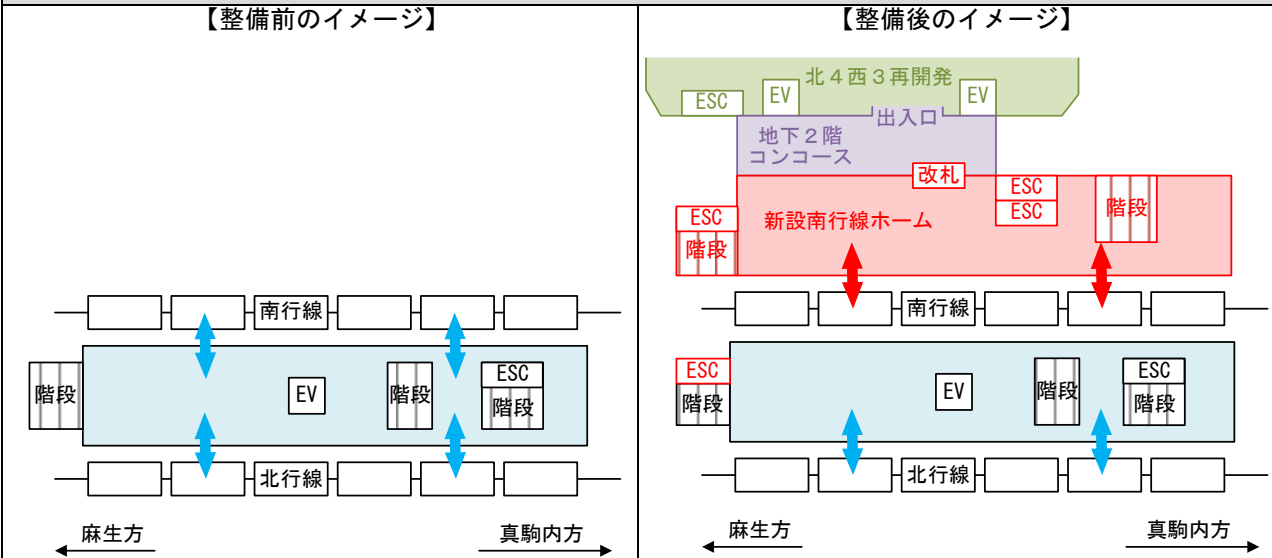 【整備前のイメージ】
南行線
階段
EV
階段
ESC
階段
北行線
麻生方
真駒内方
【整備後のイメージ】
北4西3再開発
ESC
EV
EV
出入口
地下2階
コンコース
改札
ESC
ESC
階段
ESC
階段
新設南行線ホーム
南行線
ESC
階段
EV
階段
ESC
階段
北行線
麻生方
真駒内方